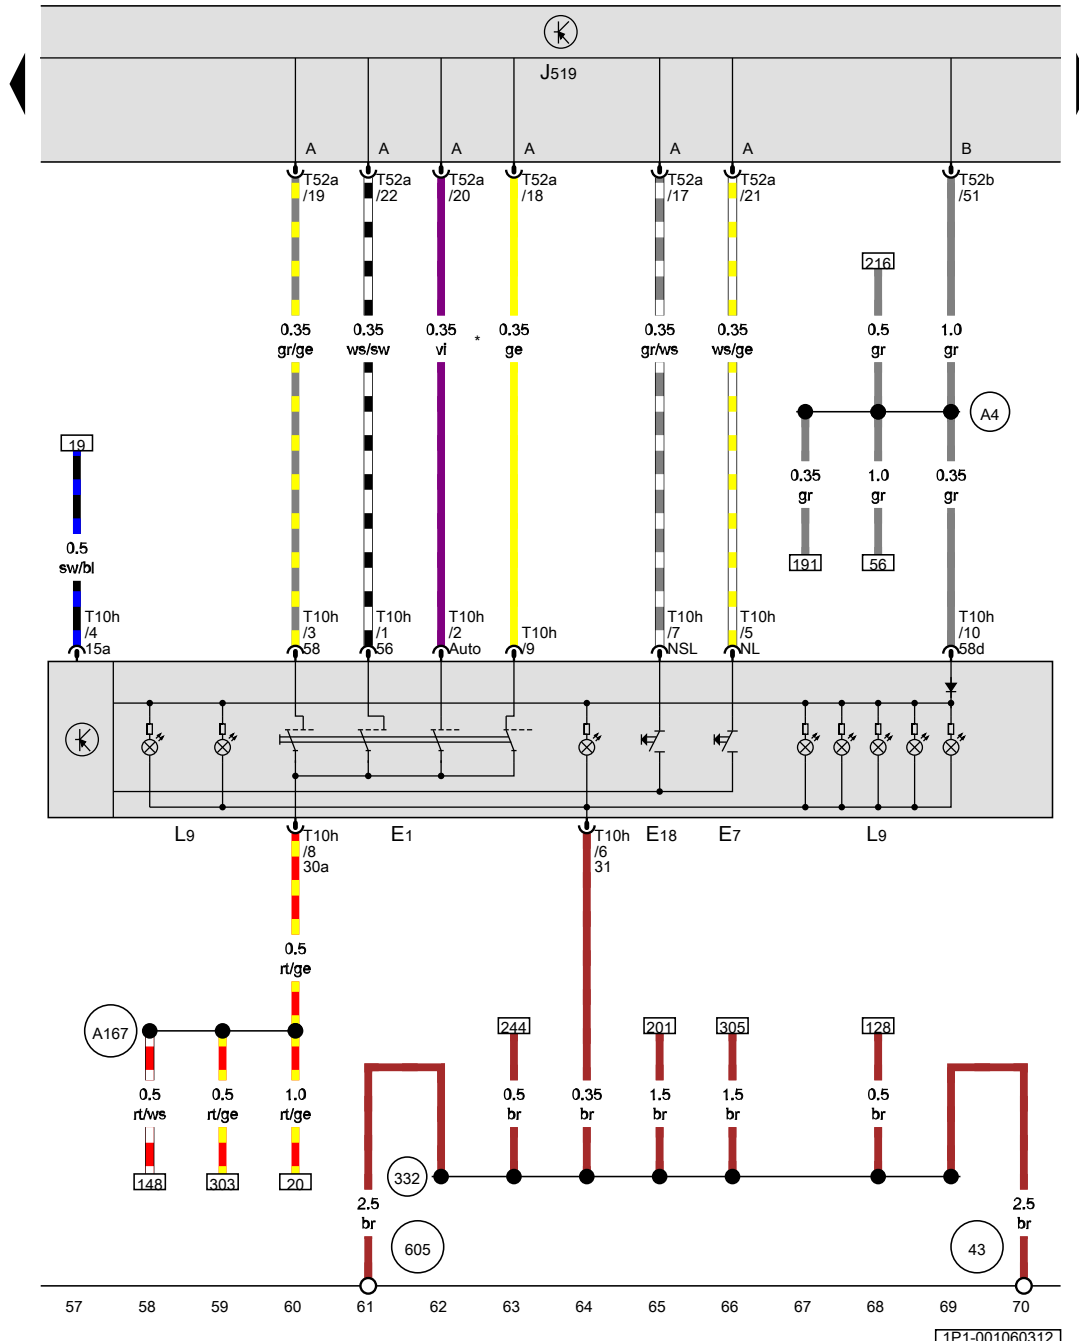 J519
A A A A A A B
T52a T52a T52a T52a T52a T52a T52b
/19 /22 /20 /18 /17 /21 /51
216
0.35 0.35 0.35 * 0.35 0.35 0.35 0.5 1.0
gr/ge ws/sw vi ge gr/ws ws/ge gr gr
A4
19
0.35 1.0 0.35
gr gr gr
0.5
sw/bl
191 56
T10h T10h T10h T10h T10h T10h T10h T10h
/4 /3 /1 /2 /9 /7 /5 /10
15a 58 56 Auto NSL NL 58d
L9 E1 E18 E7 L9
T10h T10h
/8 /6
30a 31
0.5
rt/ge
A167
244 201 305 128
0.5 0.5 1.0 0.5 0.35 1.5 1.5 0.5
rt/ws rt/ge rt/ge br br br br br
148 303 20
332
2.5 2.5
br br
605 43
57 58 59 60 61 62 63 64 65 66 67 68 69 70
1P1-001060312